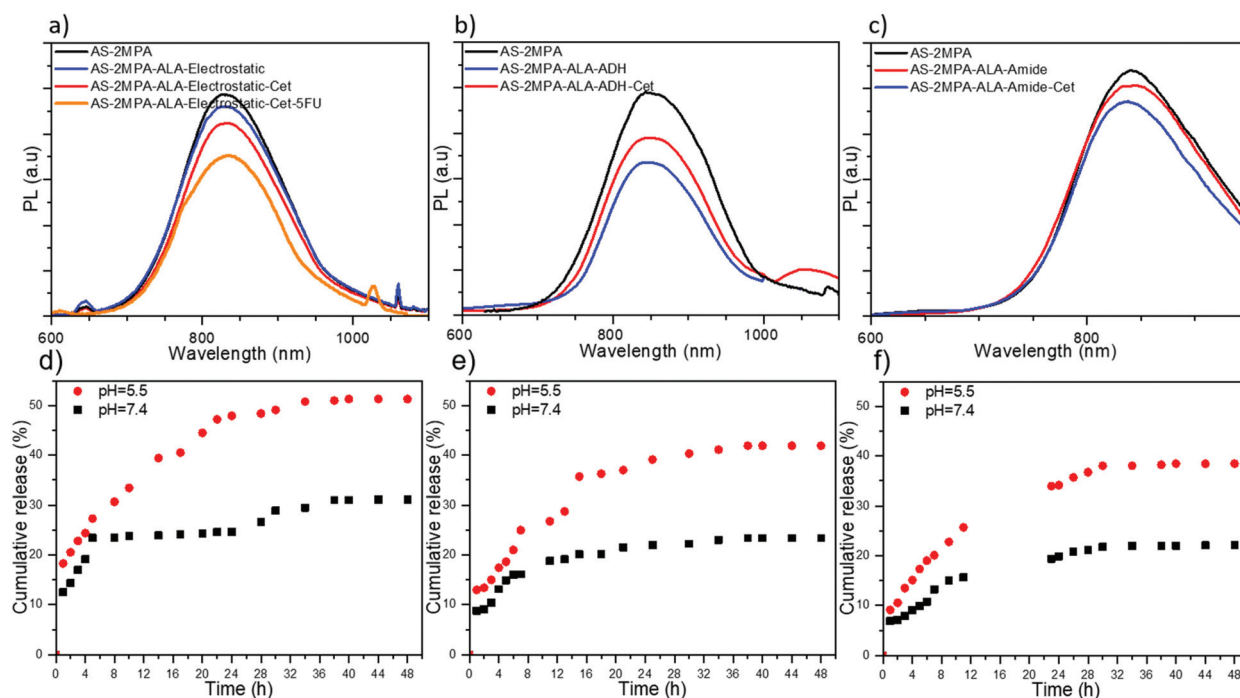 a)
AS-2MPA
AS-2MPA-ALA-Electrostatic
AS-2MPA-ALA-Electrostatic-Cet
AS-2MPA-ALA-Electrostatic-Cet-5FU
PL (a.u)
600 800 1000
Wavelength (nm)
b)
AS-2MPA
AS-2MPA-ALA-ADH
AS-2MPA-ALA-ADH-Cet
PL (a.u)
600 800 1000
Wavelength (nm)
c)
AS-2MPA
AS-2MPA-ALA-Amide
AS-2MPA-ALA-Amide-Cet
PL (a.u)
600 800
Wavelength (nm)
d)
pH=5.5
pH=7.4
Cumulative release (%)
50
40
30
20
10
0
0 4 8 12 16 20 24 28 32 36 40 44 48
Time (h)
e)
pH=5.5
pH=7.4
Cumulative release (%)
50
40
30
20
10
0
0 4 8 12 16 20 24 28 32 36 40 44 48
Time (h)
f)
pH=5.5
pH=7.4
Cumulative release (%)
50
40
30
20
10
0
0 4 8 12 16 20 24 28 32 36 40 44 48
Time (h)